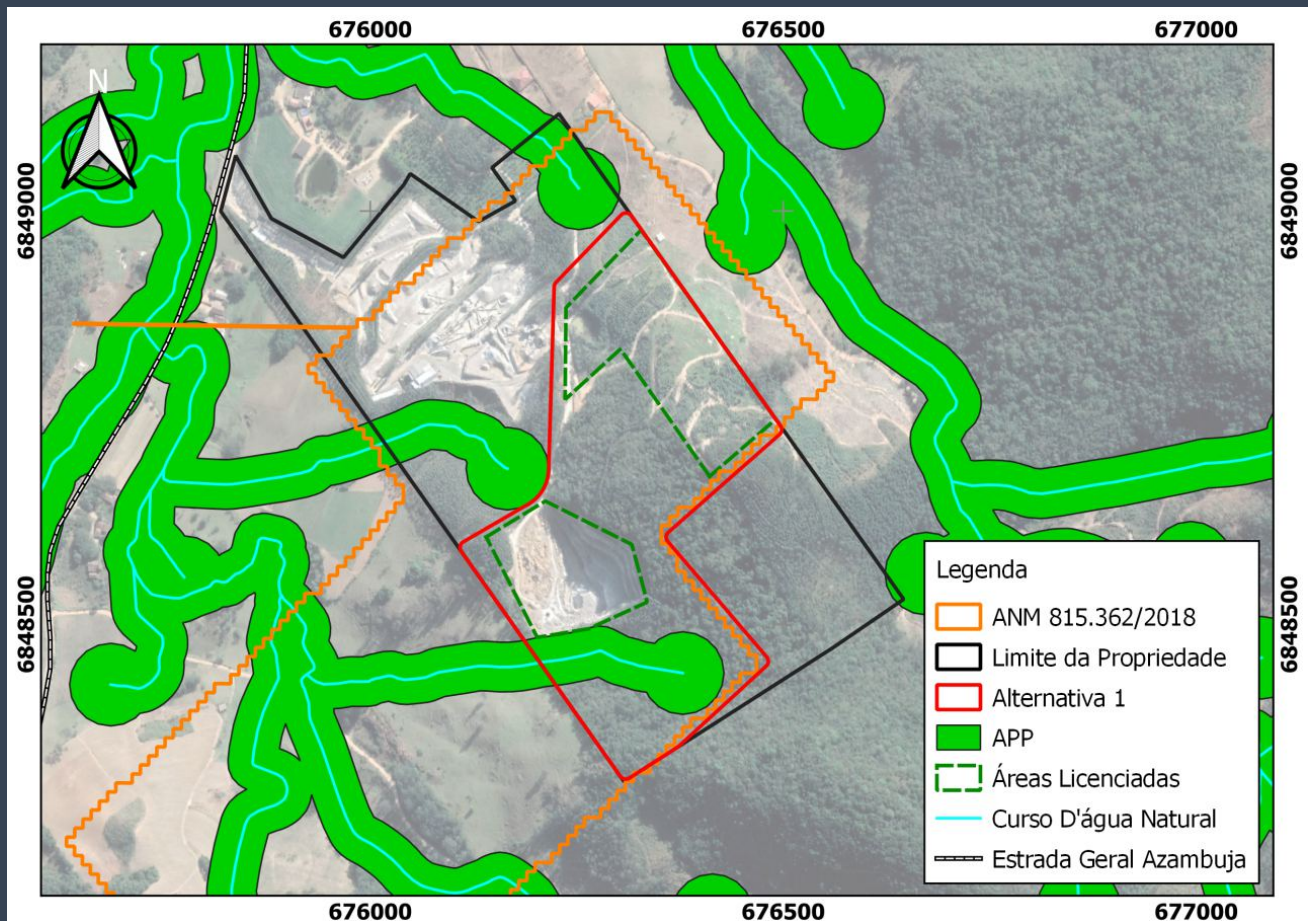 676000 676500 677000
N
6849000 6849000
6848500 6848500
Legenda
ANM 815.362/2018
Limite da Propriedade
Alternativa 1
APP
Áreas Licenciadas
Curso D'água Natural
Estrada Geral Azambuja
676000 676500 677000